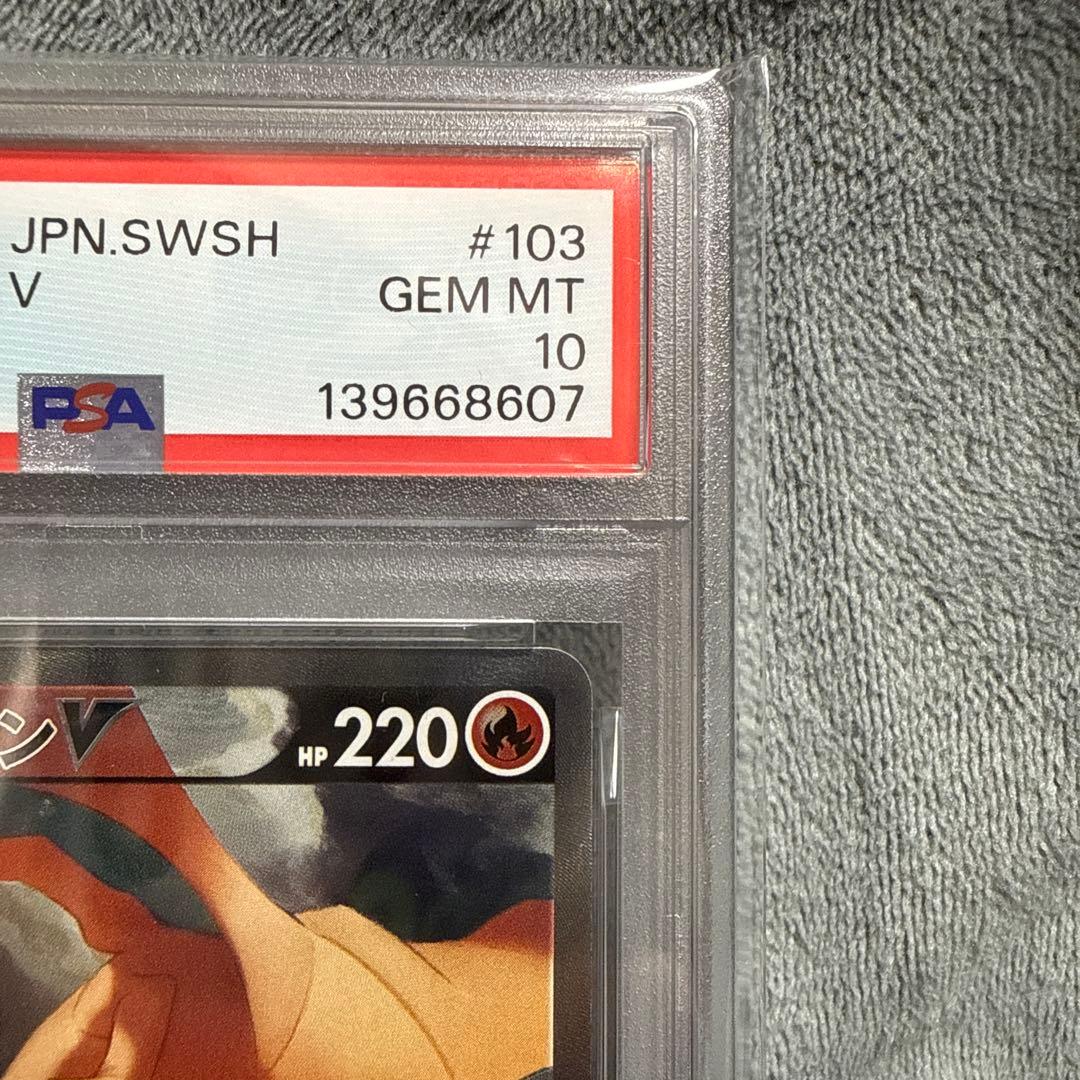 JPN.SWSH #103
V GEM MT
10
PSA 139668607
ンV HP 220